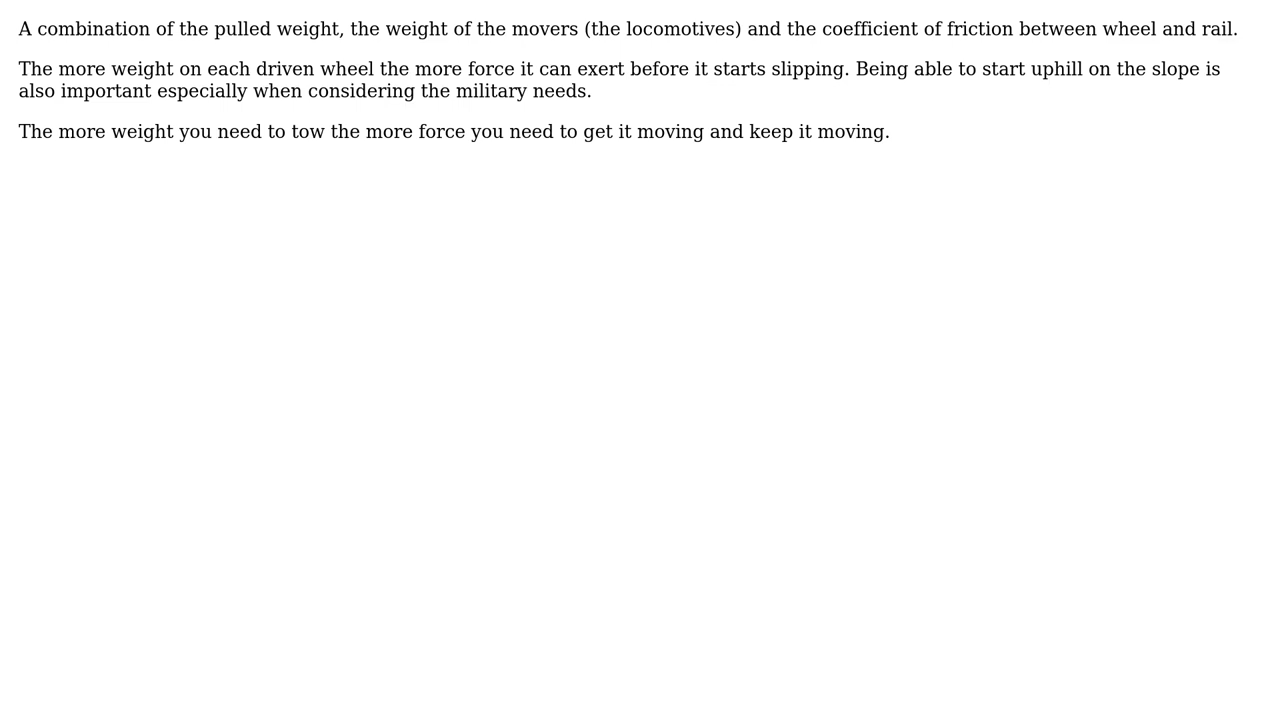 A combination of the pulled weight, the weight of the movers (the locomotives) and the coefficient of friction between wheel and rail.
The more weight on each driven wheel the more force it can exert before it starts slipping. Being able to start uphill on the slope is
also important especially when considering the military needs.
The more weight you need to tow the more force you need to get it moving and keep it moving.